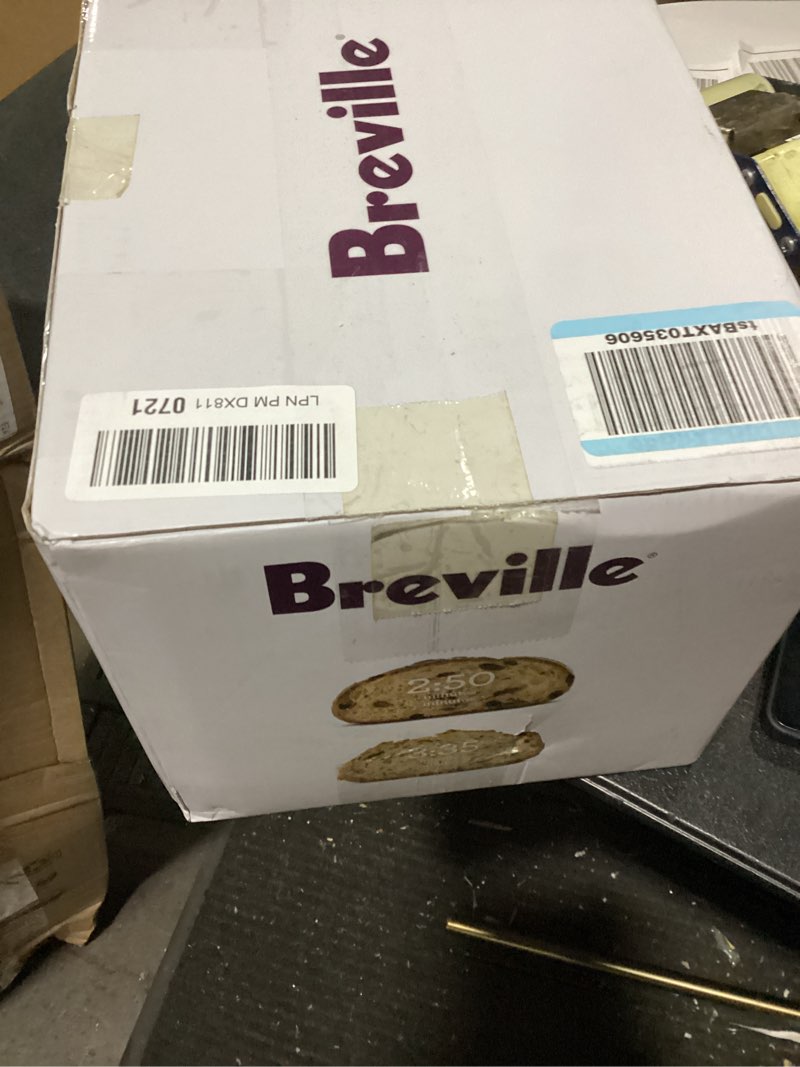 Breville
tsBAXT035606
LPN PM DX811 0721
Breville®
2:50